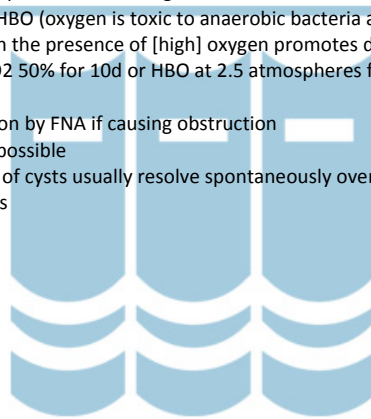 HBO (oxygen is toxic to anaerobic bacteria a
n the presence of [high] oxygen promotes d
O2 50% for 10d or HBO at 2.5 atmospheres f
on by FNA if causing obstruction
possible
of cysts usually resolve spontaneously over
s